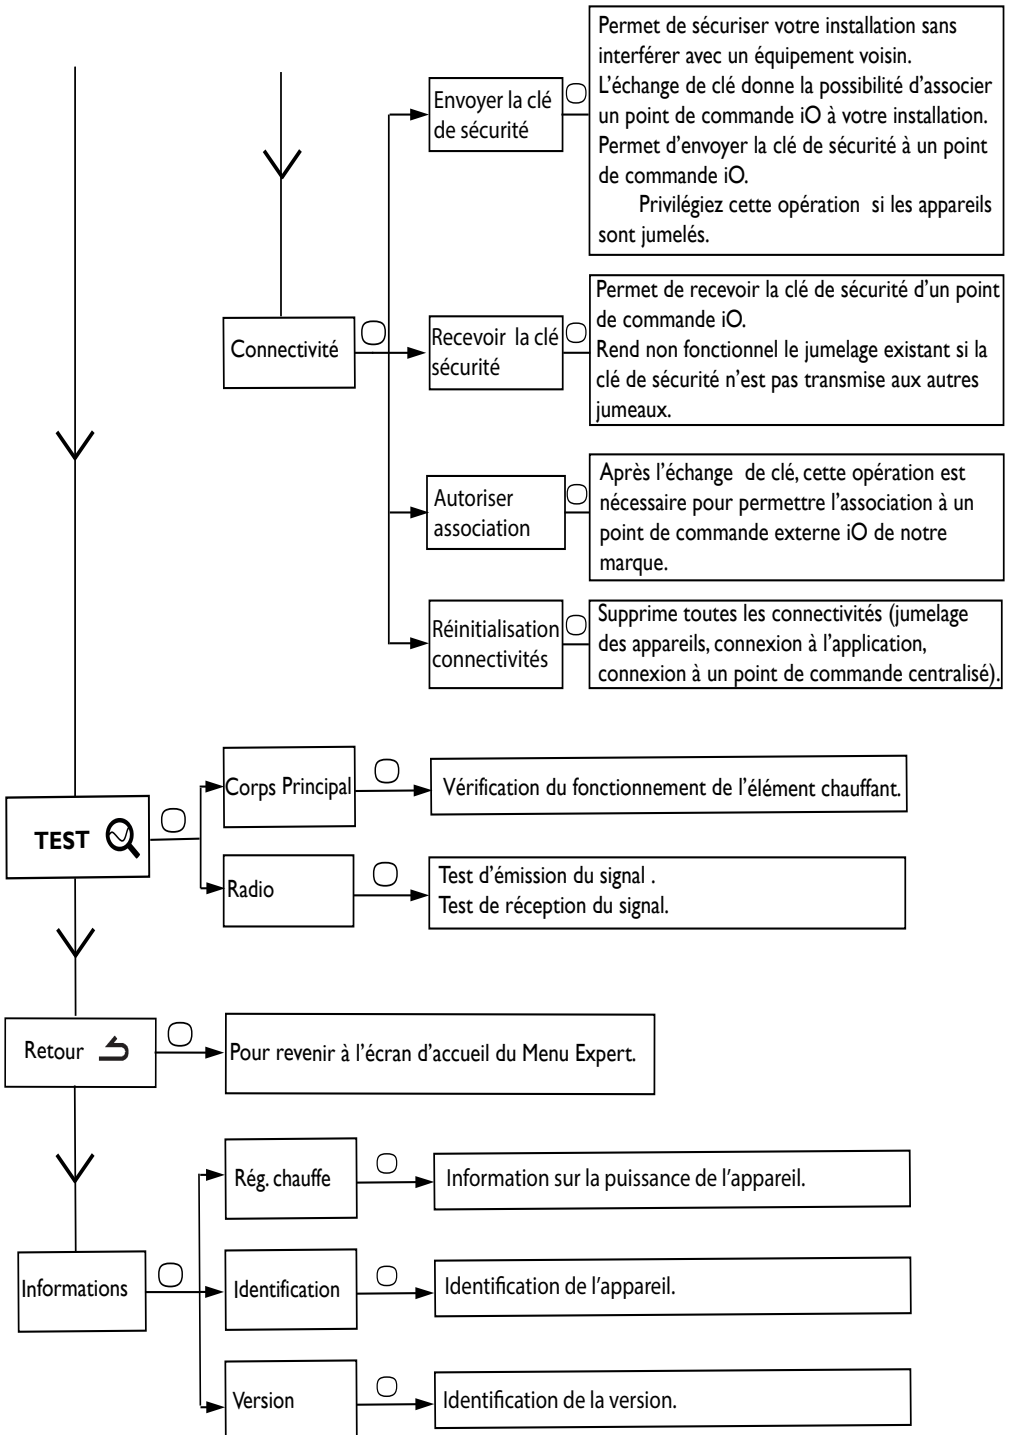 Envoyer la clé
de sécurité
Permet de sécuriser votre installation sans
interférer avec un équipement voisin.
L'échange de clé donne la possibilité d'associer
un point de commande iO à votre installation.
Permet d'envoyer la clé de sécurité à un point
de commande iO.
Privilégiez cette opération si les appareils
sont jumelés.
Connectivité
Recevoir la clé
sécurité
Permet de recevoir la clé de sécurité d'un point
de commande iO.
Rend non fonctionnel le jumelage existant si la
clé de sécurité n'est pas transmise aux autres
jumeaux.
Autoriser
association
Après l'échange de clé, cette opération est
nécessaire pour permettre l'association à un
point de commande externe iO de notre
marque.
Réinitialisation
connectivités
Supprime toutes les connectivités (jumelage
des appareils, connexion à l'application,
connexion à un point de commande centralisé).
TEST
Corps Principal
Vérification du fonctionnement de l'élément chauffant.
Radio
Test d'émission du signal .
Test de réception du signal.
Retour
Pour revenir à l'écran d'accueil du Menu Expert.
Informations
Rég. chauffe
Information sur la puissance de l'appareil.
Identification
Identification de l'appareil.
Version
Identification de la version.